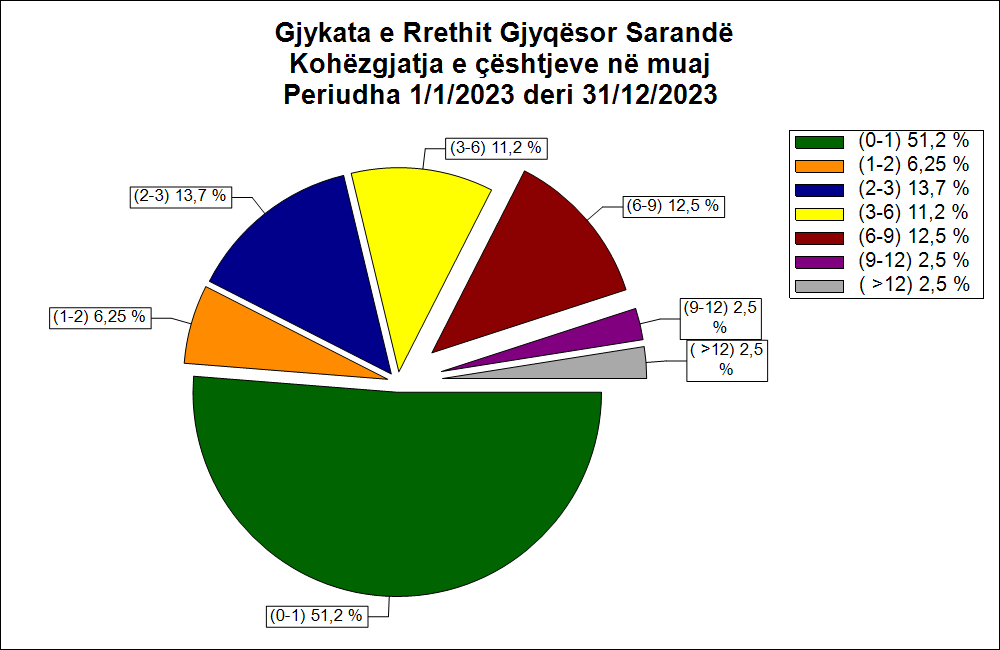 Gjykata e Rrethit Gjyqësor Sarandë
Kohëzgjatja e çështjeve në muaj
Periudha 1/1/2023 deri 31/12/2023
(3-6) 11,2 %
(2-3) 13,7 %
(6-9) 12,5 %
(1-2) 6,25 %
(9-12) 2,5
%
( >12) 2,5
%
(0-1) 51,2 %
(0-1) 51,2 %
(1-2) 6,25 %
(2-3) 13,7 %
(3-6) 11,2 %
(6-9) 12,5 %
(9-12) 2,5 %
( >12) 2,5 %